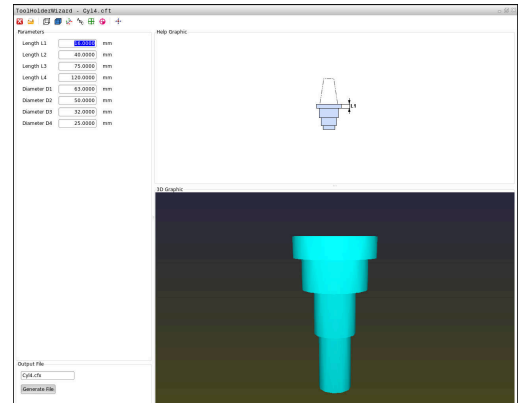 ToolHolderWizard - Cyl4.cft
Parameters
Length L1 mm
Length L2 40.0000 mm
Length L3 75.0000 mm
Length L4 120.0000 mm
Diameter D1 63.0000 mm
Diameter D2 50.0000 mm
Diameter D3 32.0000 mm
Diameter D4 25.0000 mm
Help Graphic
L1
3D Graphic
Output File
Cyl4.cfx
Generate File